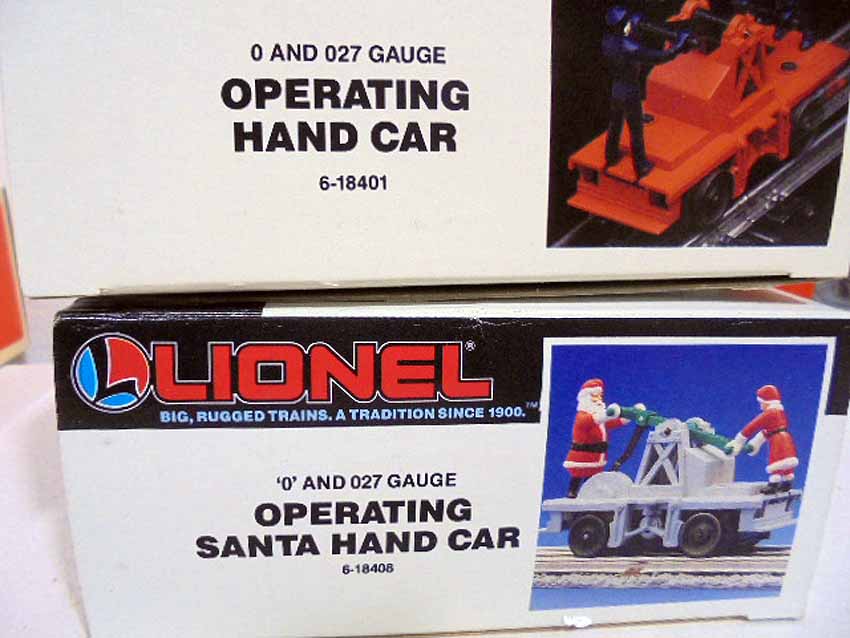 0 AND 027 GAUGE
OPERATING
HAND CAR
6-18401
LIONEL®
BIG, RUGGED TRAINS. A TRADITION SINCE 1900.™
'0' AND 027 GAUGE
OPERATING
SANTA HAND CAR
6-18408